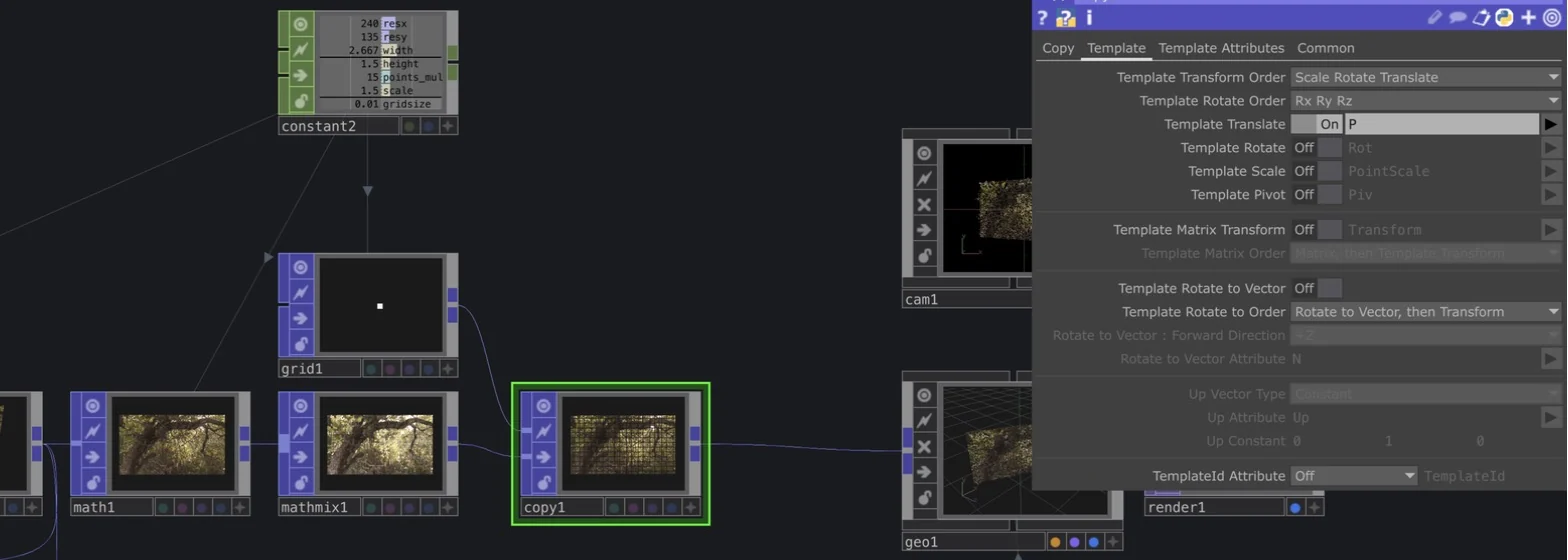 240 resx
135 resy
2.667 width
1.5 height
15 points_mul
1.5 scale
0.01 gridsize
constant2
grid1
math1
mathmix1
copy1
cam1
geo1
render1
? ? i
Copy Template Template Attributes Common
Template Transform Order Scale Rotate Translate
Template Rotate Order Rx Ry Rz
Template Translate On P
Template Rotate Off Rot
Template Scale Off PointScale
Template Pivot Off Piv
Template Matrix Transform Off Transform
Template Matrix Order Matrix, then Template Transform
Template Rotate to Vector Off
Template Rotate to Order Rotate to Vector, then Transform
Rotate to Vector : Forward Direction +Z
Rotate to Vector Attribute N
Up Vector Type Constant
Up Attribute Up
Up Constant 0 1 0
TemplateId Attribute Off TemplateId